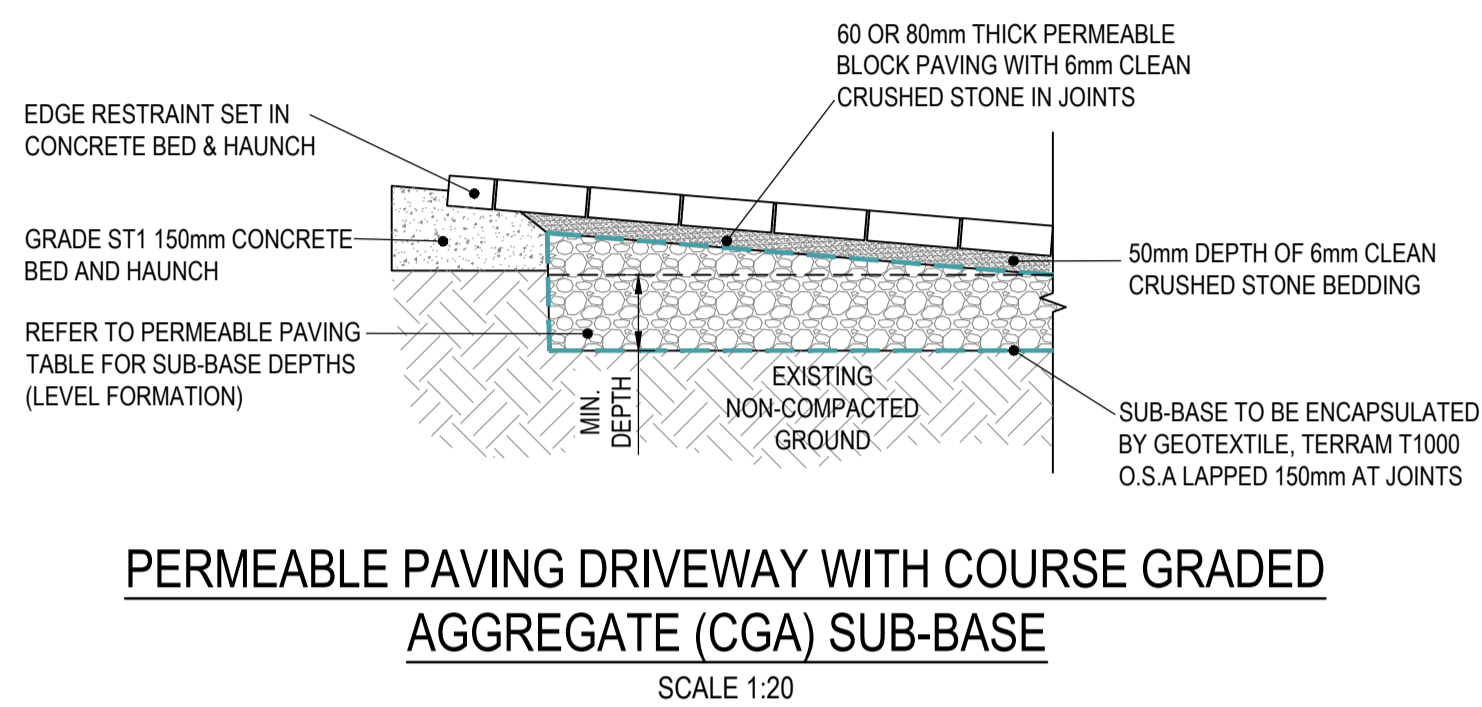 60 OR 80mm THICK PERMEABLE
BLOCK PAVING WITH 6mm CLEAN
CRUSHED STONE IN JOINTS
EDGE RESTRAINT SET IN
CONCRETE BED & HAUNCH
GRADE ST1 150mm CONCRETE
BED AND HAUNCH
50mm DEPTH OF 6mm CLEAN
CRUSHED STONE BEDDING
REFER TO PERMEABLE PAVING
TABLE FOR SUB-BASE DEPTHS
(LEVEL FORMATION)
MIN.
DEPTH
EXISTING
NON-COMPACTED
GROUND
SUB-BASE TO BE ENCAPSULATED
BY GEOTEXTILE, TERRAM T1000
O.S.A LAPPED 150mm AT JOINTS
PERMEABLE PAVING DRIVEWAY WITH COURSE GRADED
AGGREGATE (CGA) SUB-BASE
SCALE 1:20